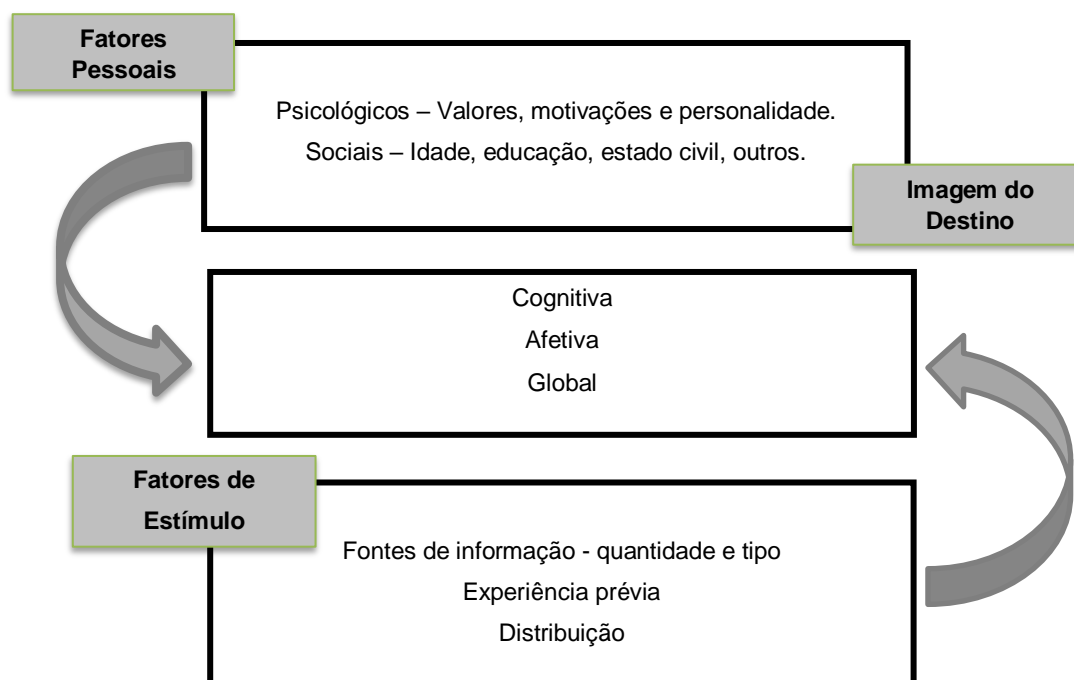 Fatores
Pessoais
Psicológicos – Valores, motivações e personalidade.
Sociais – Idade, educação, estado civil, outros.
Imagem do
Destino
Cognitiva
Afetiva
Global
Fatores de
Estímulo
Fontes de informação - quantidade e tipo
Experiência prévia
Distribuição